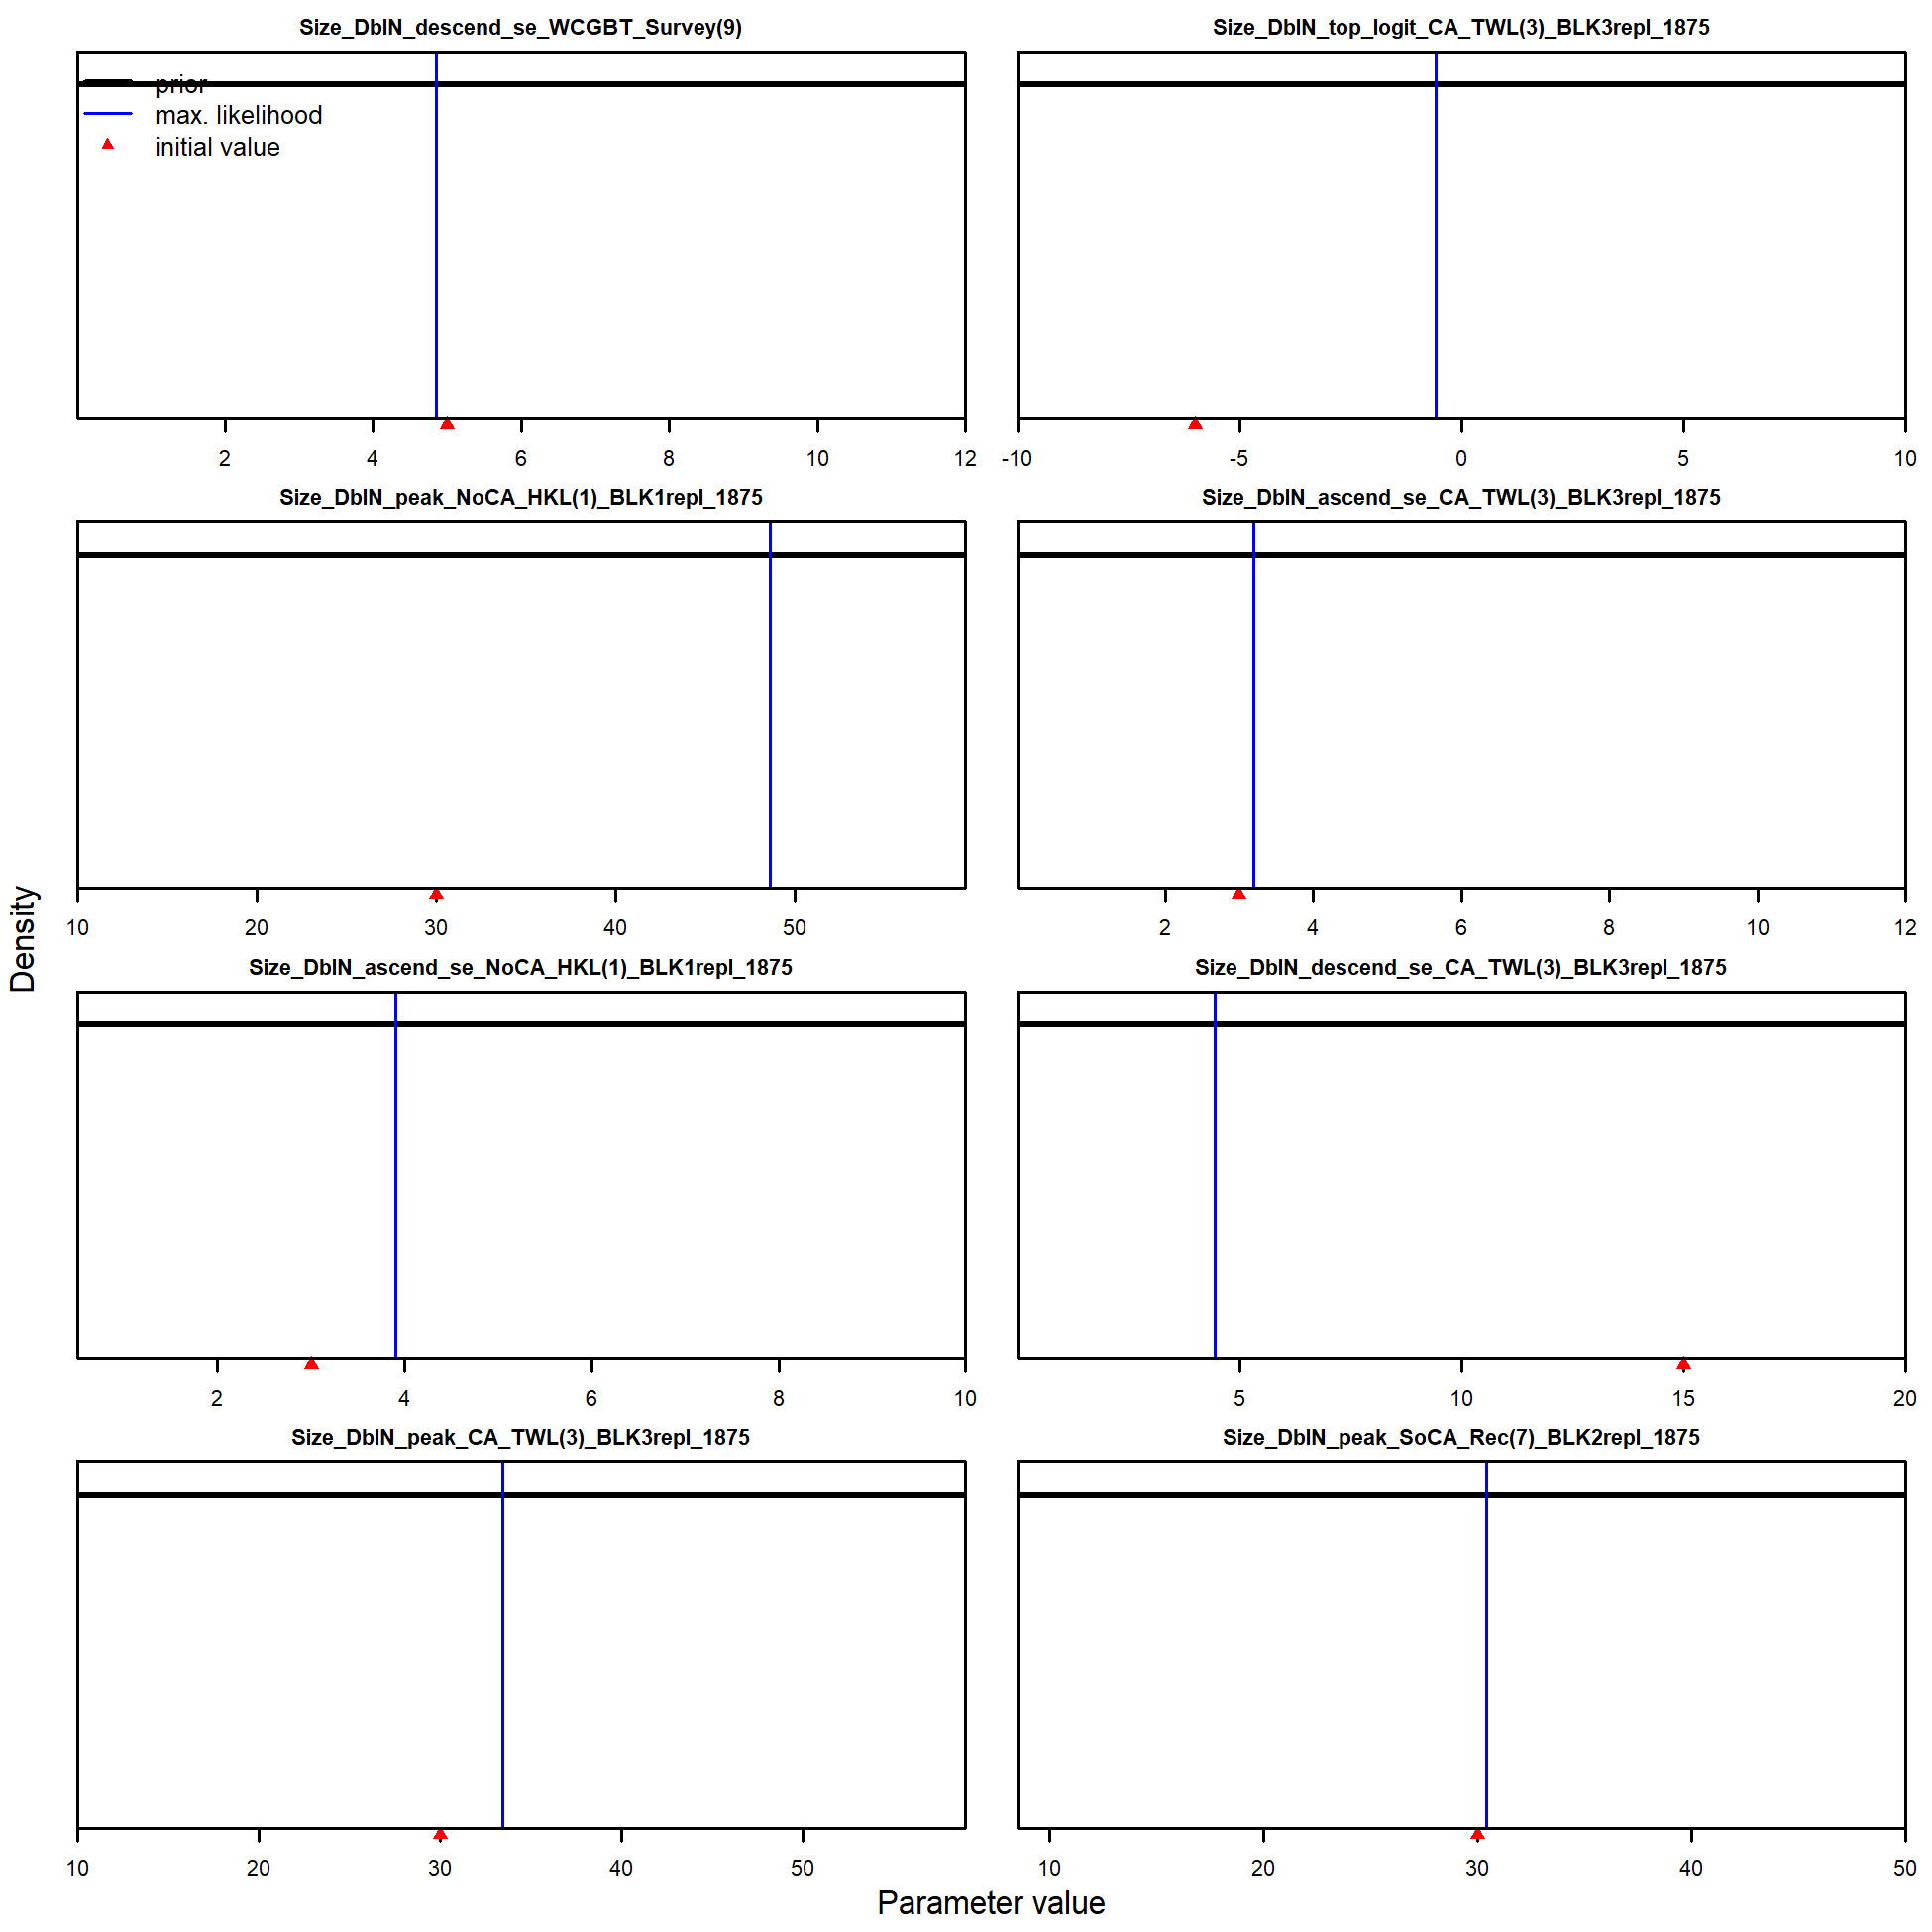 Size_DblN_descend_se_WCGBT_Survey(9)
prior
max. likelihood
initial value
2 4 6 8 10 12
Size_DblN_top_logit_CA_TWL(3)_BLK3repl_1875
-10 -5 0 5 10
Size_DblN_peak_NoCA_HKL(1)_BLK1repl_1875
10 20 30 40 50
Size_DblN_ascend_se_CA_TWL(3)_BLK3repl_1875
2 4 6 8 10 12
Density
Size_DblN_ascend_se_NoCA_HKL(1)_BLK1repl_1875
2 4 6 8 10
Size_DblN_descend_se_CA_TWL(3)_BLK3repl_1875
5 10 15 20
Size_DblN_peak_CA_TWL(3)_BLK3repl_1875
10 20 30 40 50
Size_DblN_peak_SoCA_Rec(7)_BLK2repl_1875
10 20 30 40 50
Parameter value